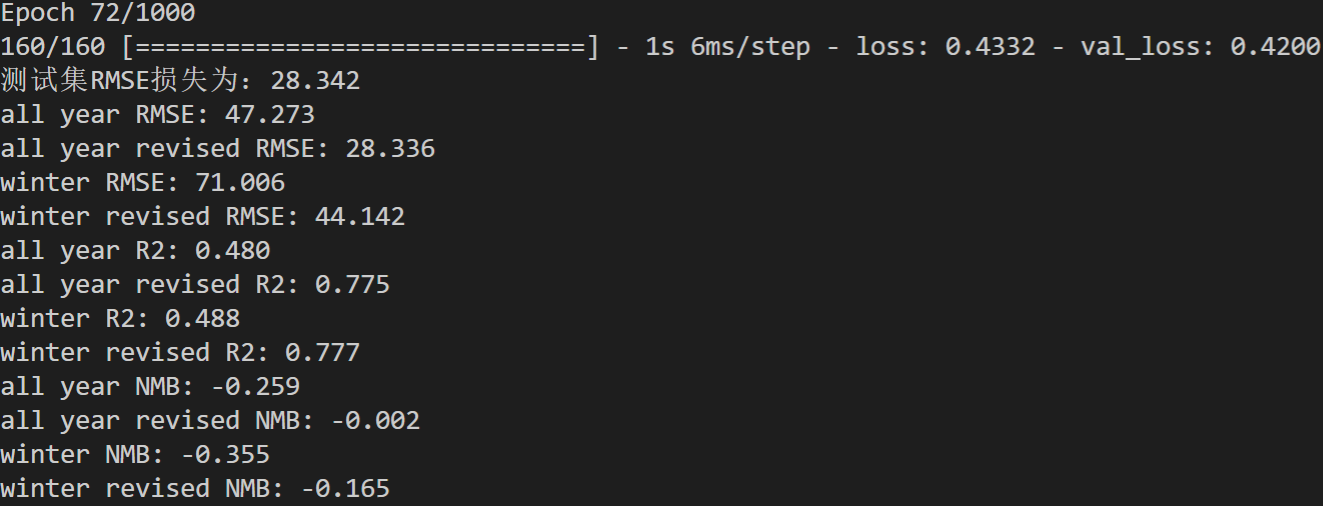 Epoch 72/1000
160/160 [==============================] - 1s 6ms/step - loss: 0.4332 - val_loss: 0.4200
测试集RMSE损失为：28.342
all year RMSE: 47.273
all year revised RMSE: 28.336
winter RMSE: 71.006
winter revised RMSE: 44.142
all year R2: 0.480
all year revised R2: 0.775
winter R2: 0.488
winter revised R2: 0.777
all year NMB: -0.259
all year revised NMB: -0.002
winter NMB: -0.355
winter revised NMB: -0.165